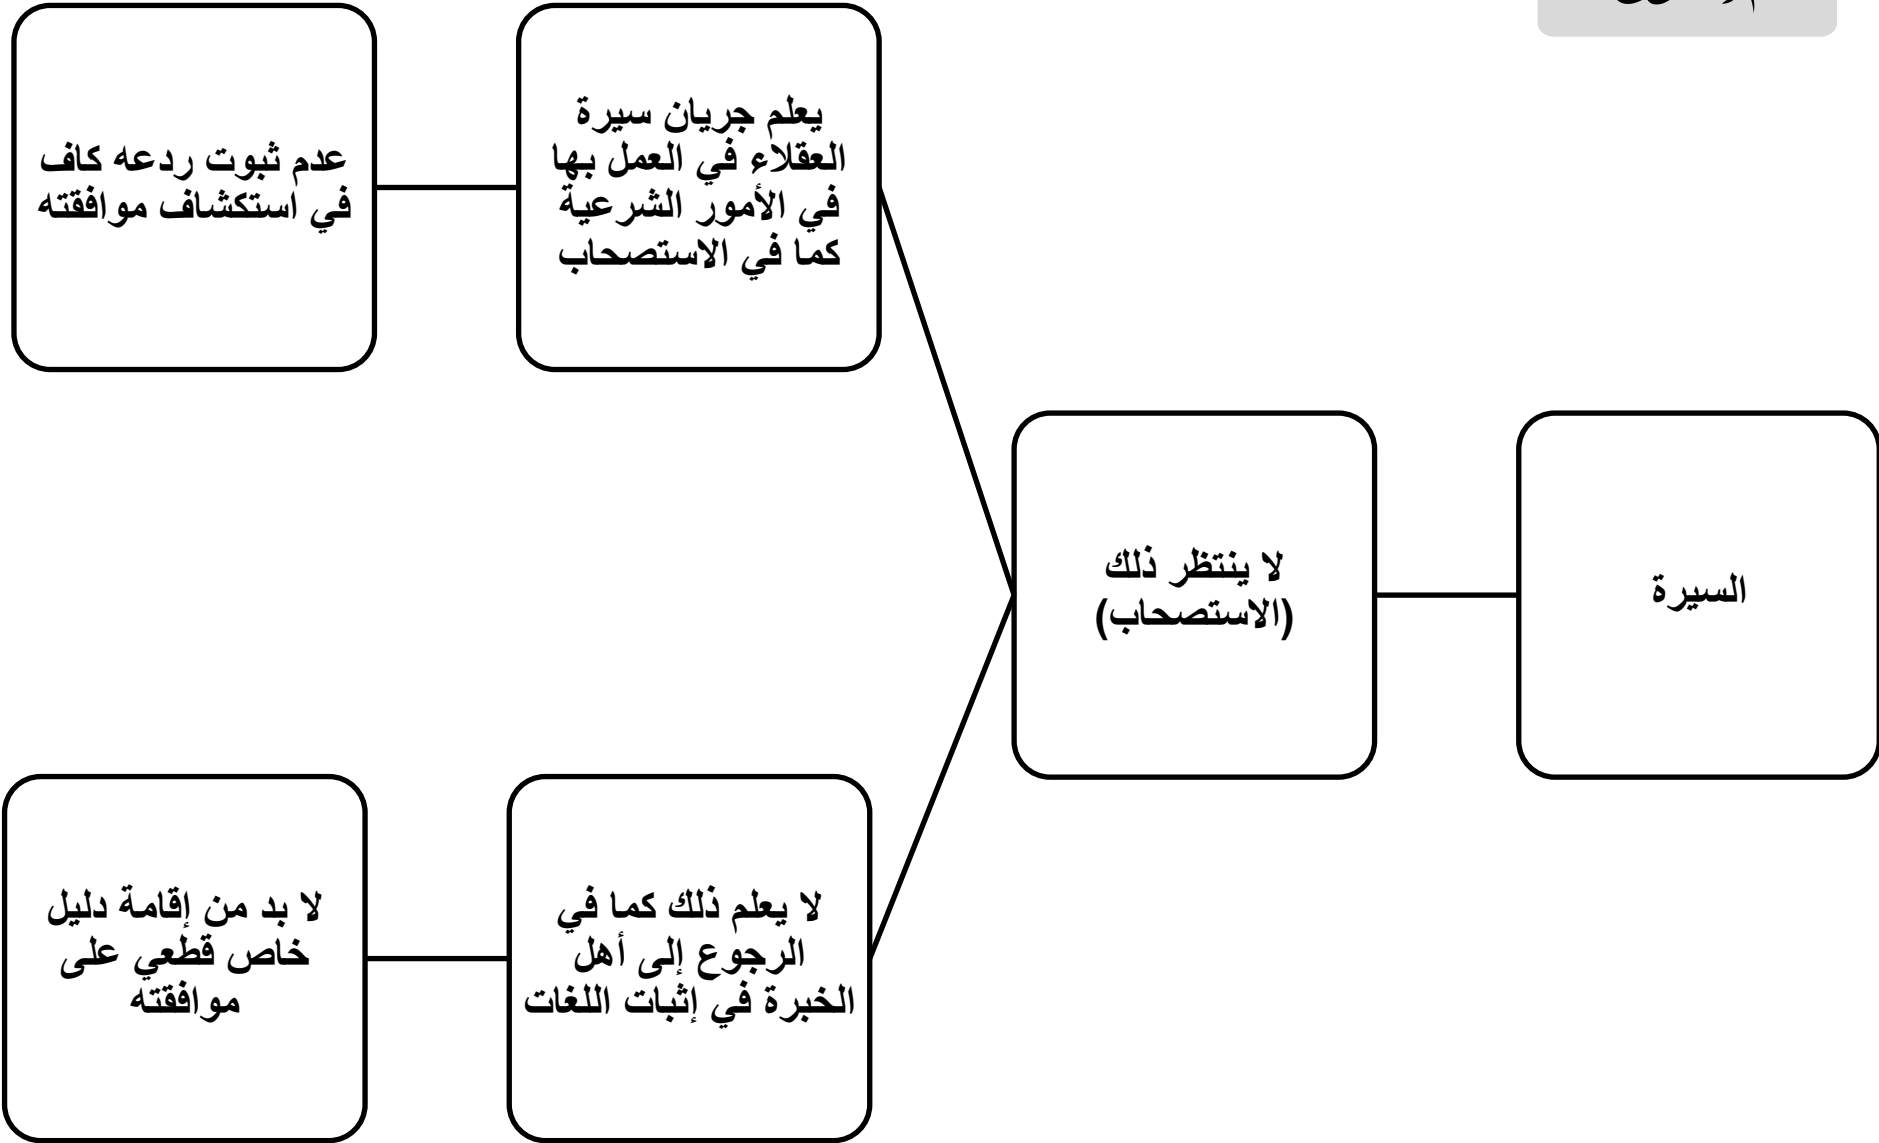 السيرة
لا ينتظر ذلك
(الاستصحاب)
يعلم جريان سيرة
العقلاء في العمل بها
في الأمور الشرعية
كما في الاستصحاب
عدم ثبوت ردعه كاف
في استكشاف موافقته
لا يعلم ذلك كما في
الرجوع إلى أهل
الخبرة في إثبات اللغات
لا بد من إقامة دليل
خاص قطعي على
موافقته